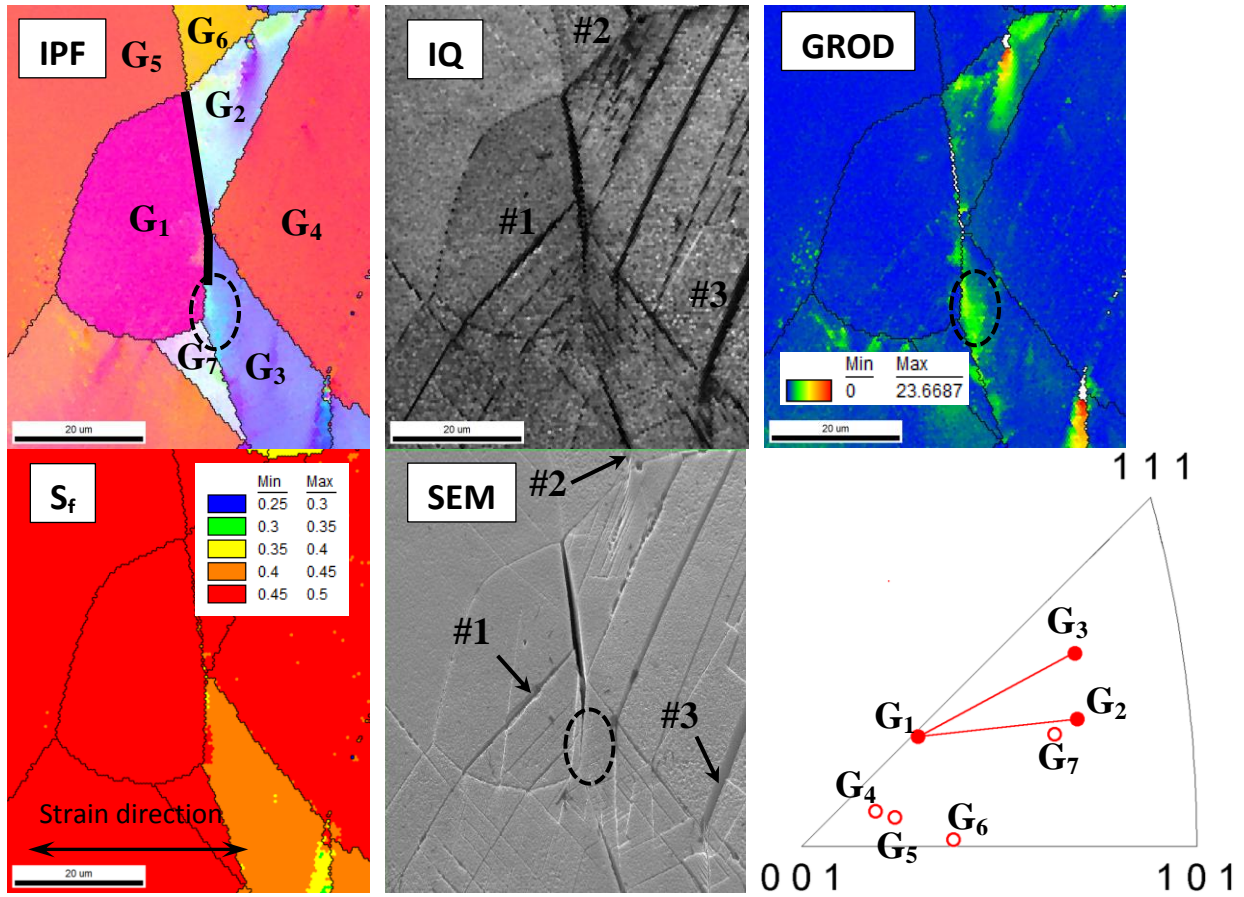 IPF
G₅
G₆
G₂
G₁
G₄
G₇
G₃
20 um
IQ
#2
#1
#3
20 um
GROD
Min Max
0 23.6687
20 um
Sf
Min Max
0.25 0.3
0.3 0.35
0.35 0.4
0.4 0.45
0.45 0.5
Strain direction
20 um
SEM
#2
#1
#3
1 1 1
G₃
G₁
G₂
G₇
G₄
G₅
G₆
0 0 1
1 0 1